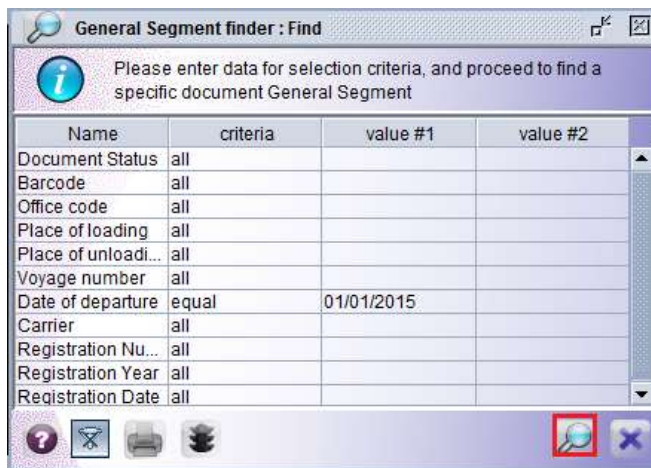 General Segment finder : Find
Please enter data for selection criteria, and proceed to find a
specific document General Segment
Name criteria value #1 value #2
Document Status all
Barcode all
Office code all
Place of loading all
Place of unloadi... all
Voyage number all
Date of departure equal 01/01/2015
Carrier all
Registration Nu... all
Registration Year all
Registration Date all